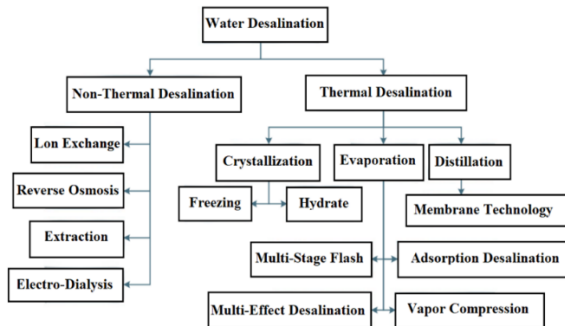 Water Desalination
Non-Thermal Desalination
Thermal Desalination
Lon Exchange
Crystallization
Evaporation
Distillation
Reverse Osmosis
Freezing
Hydrate
Membrane Technology
Extraction
Multi-Stage Flash
Adsorption Desalination
Electro-Dialysis
Multi-Effect Desalination
Vapor Compression